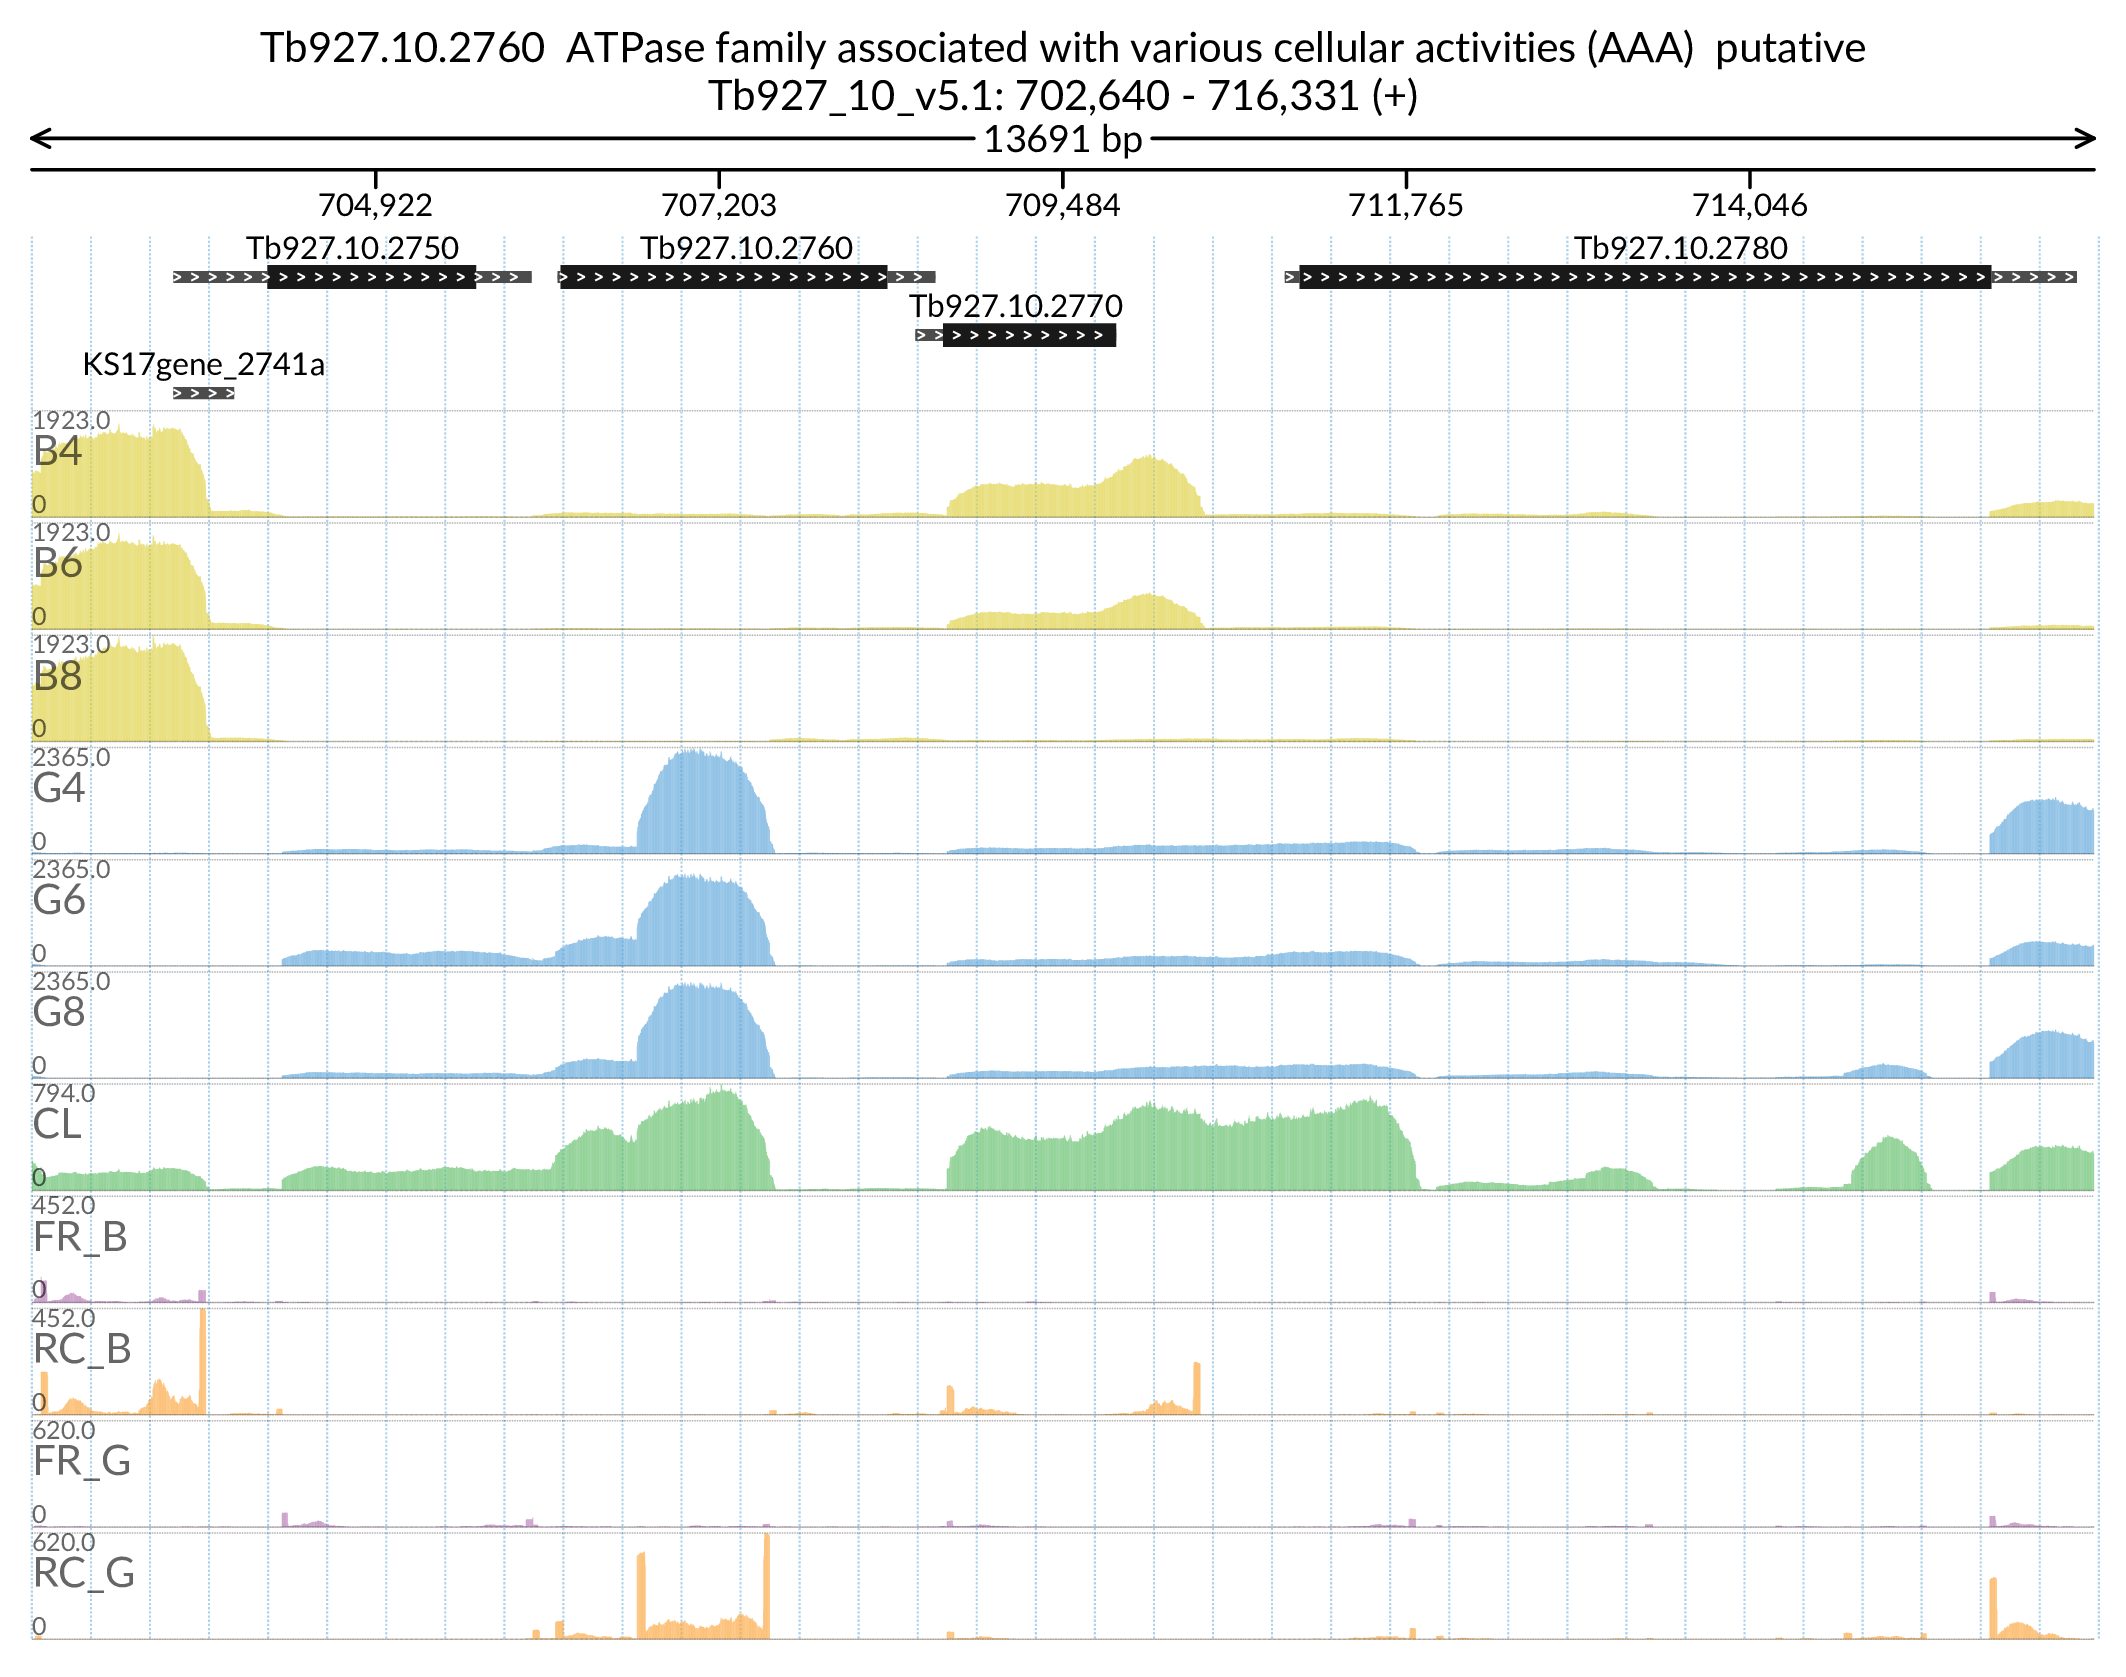 Tb927.10.2760 ATPase family associated with various cellular activities (AAA) putative
Tb927_10_v5.1: 702,640 - 716,331 (+)
13691 bp
704,922 707,203 709,484 711,765 714,046
Tb927.10.2750 Tb927.10.2760 Tb927.10.2780
Tb927.10.2770
KS17gene_2741a
1923.0
B4
0
1923.0
B6
0
1923.0
B8
0
2365.0
G4
0
2365.0
G6
0
2365.0
G8
0
794.0
CL
0
452.0
FR_B
0
452.0
RC_B
0
620.0
FR_G
0
620.0
RC_G
0